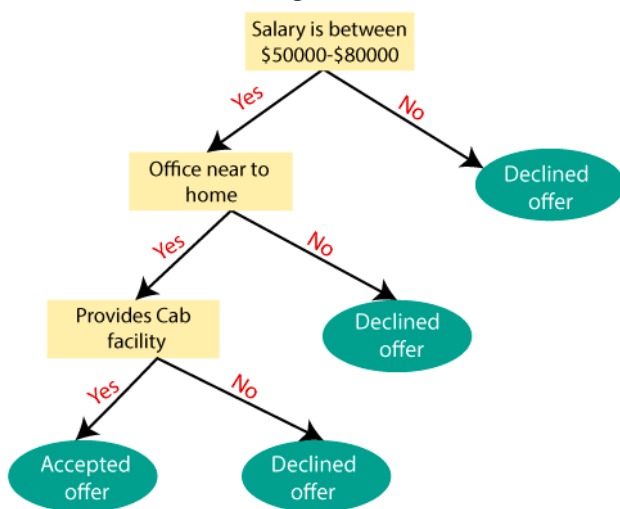 Salary is between
$50000-$80000
Yes
No
Office near to
home
Declined
offer
Yes
No
Provides Cab
facility
Declined
offer
Yes
No
Accepted
offer
Declined
offer